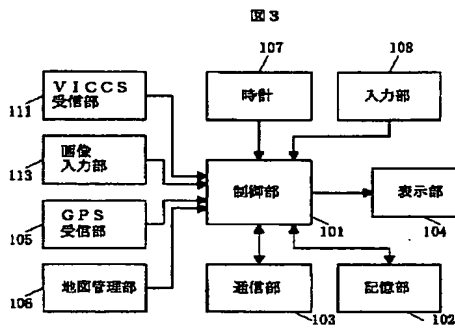 図3
107
108
VICCS
受信部
時計
入力部
111
画像
入力部
113
制御部
表示部
101
104
GPS
受信部
105
地図管理部
106
通信部
103
記憶部
102